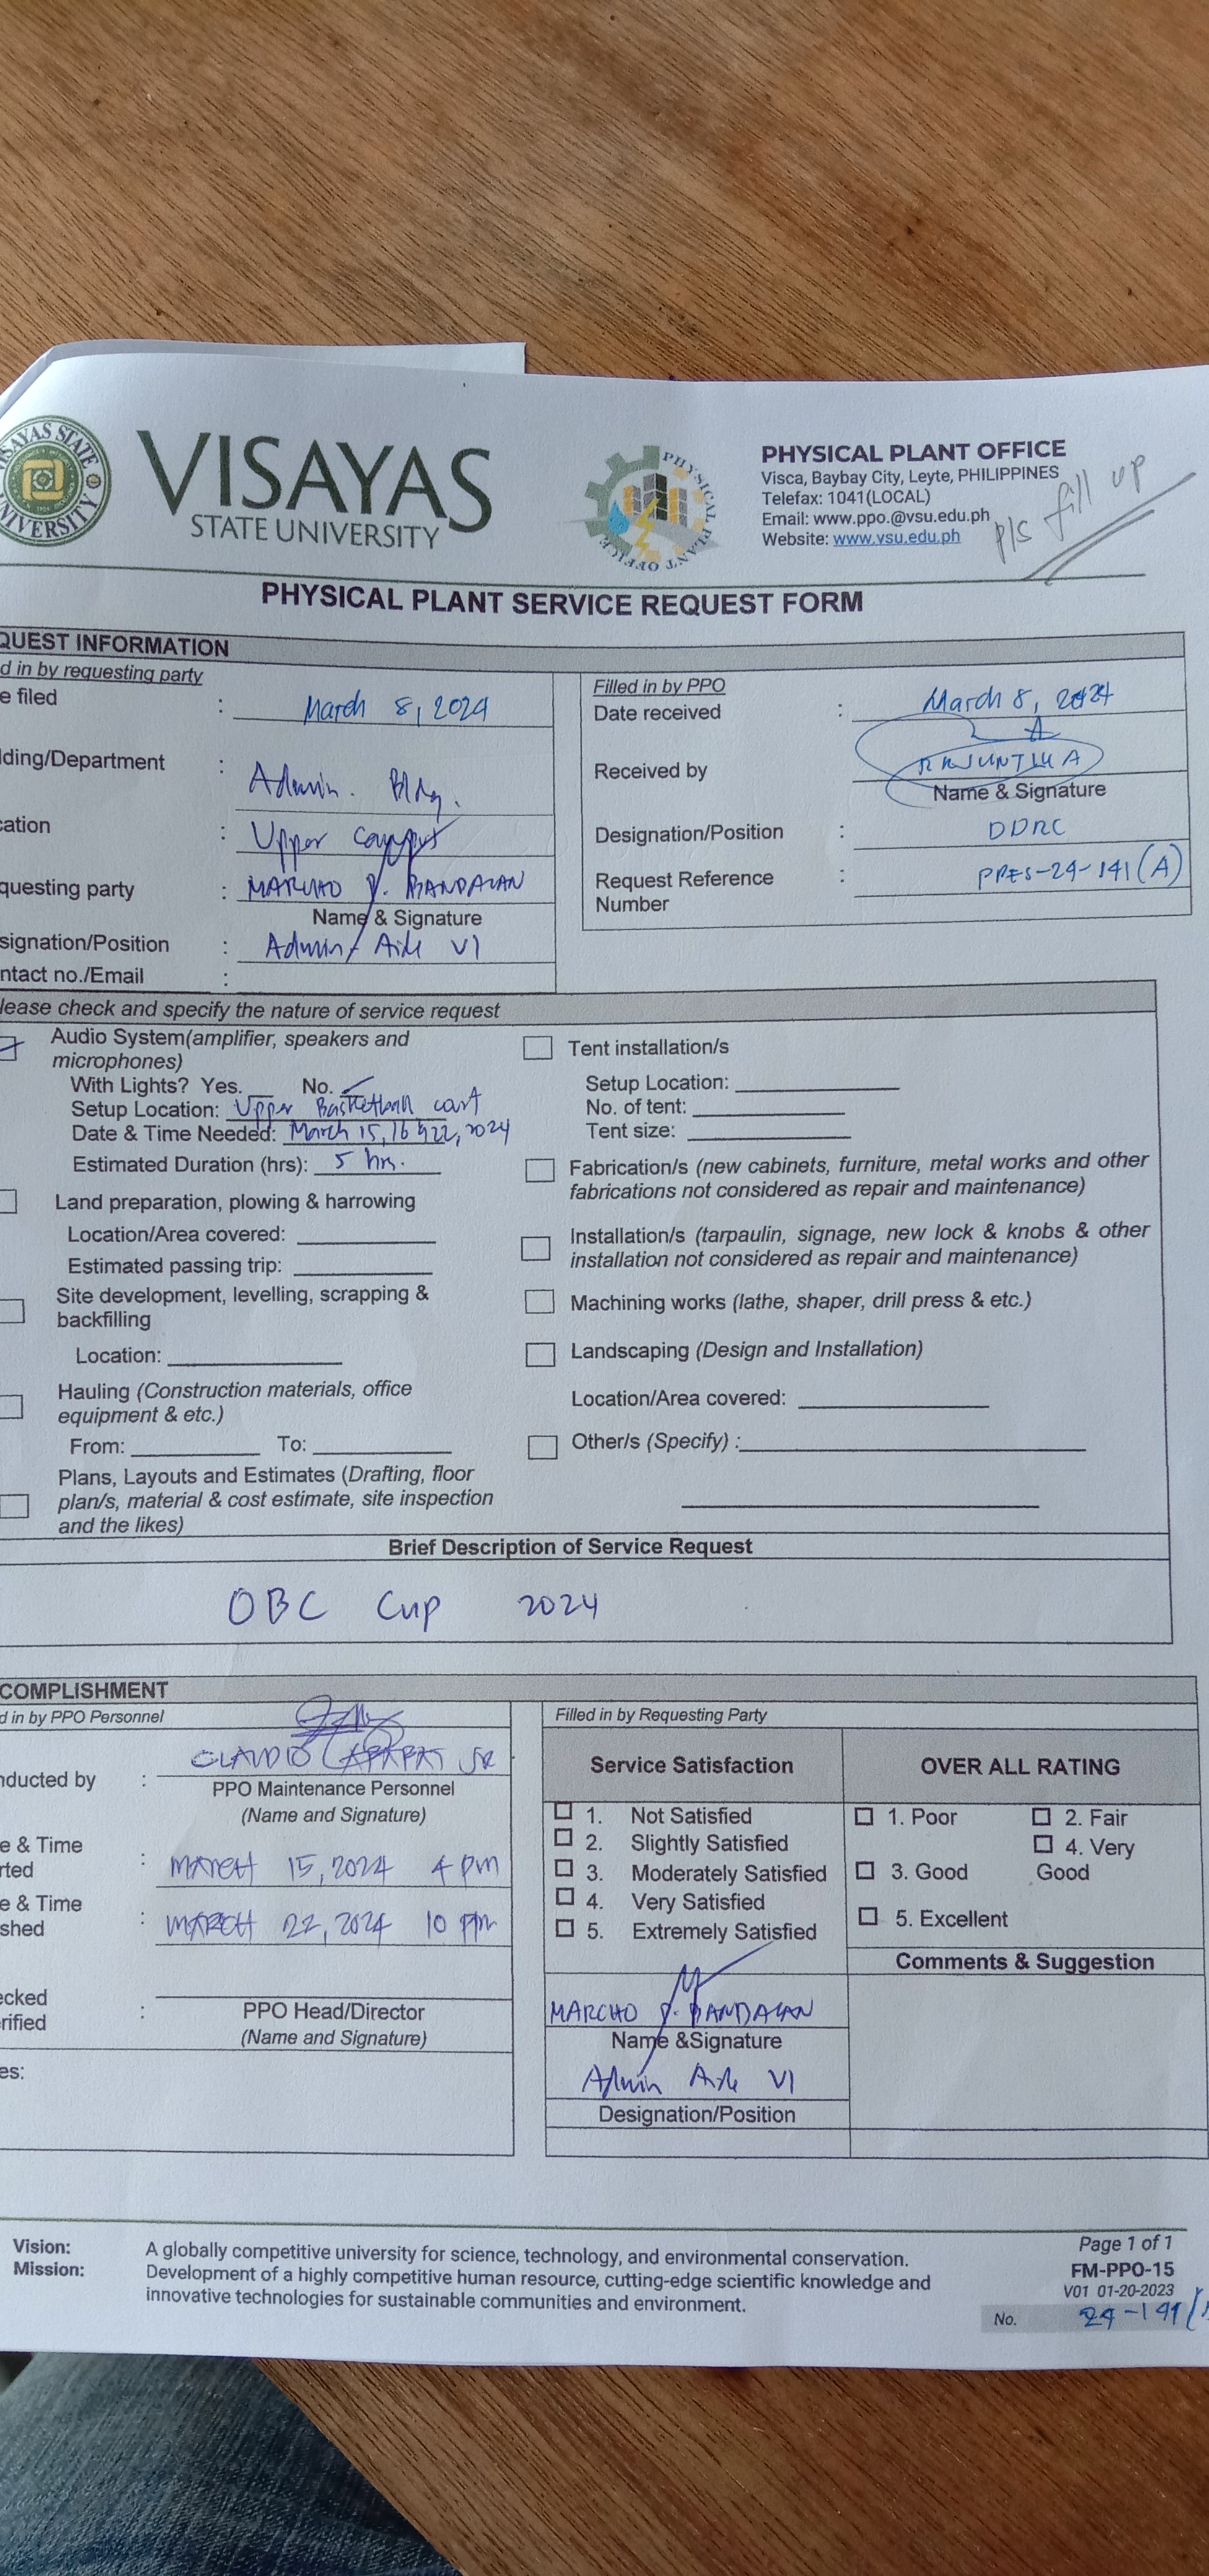 VISAYAS STATE UNIVERSITY
VISAYAS
STATE UNIVERSITY
PHYSICAL PLANT OFFICE
PHYSICAL PLANT OFFICE
Visca, Baybay City, Leyte, PHILIPPINES
Telefax: 1041(LOCAL)
Email: www.ppo.@vsu.edu.ph
Website: www.vsu.edu.ph
pls fill up
PHYSICAL PLANT SERVICE REQUEST FORM
QUEST INFORMATION
d in by requesting party
e filed : March 8, 2024
lding/Department : Admin. Bldg.
cation : Upper campus
questing party : MARCHO P. BANDALAN
Name & Signature
signation/Position : Admin Aide VI
ntact no./Email :
Filled in by PPO
Date received : March 8, 2024
Received by
Name & Signature
Designation/Position : DDRC
Request Reference : PPES-24-141(A)
Number
lease check and specify the nature of service request
Audio System(amplifier, speakers and
microphones)
With Lights? Yes. No.
Setup Location: Upper Basketball court
Date & Time Needed: March 15, 16 & 22, 2024
Estimated Duration (hrs): 5 hrs.
Land preparation, plowing & harrowing
Location/Area covered:
Estimated passing trip:
Site development, levelling, scrapping &
backfilling
Location:
Hauling (Construction materials, office
equipment & etc.)
From: To:
Plans, Layouts and Estimates (Drafting, floor
plan/s, material & cost estimate, site inspection
and the likes)
Tent installation/s
Setup Location:
No. of tent:
Tent size:
Fabrication/s (new cabinets, furniture, metal works and other
fabrications not considered as repair and maintenance)
Installation/s (tarpaulin, signage, new lock & knobs & other
installation not considered as repair and maintenance)
Machining works (lathe, shaper, drill press & etc.)
Landscaping (Design and Installation)
Location/Area covered:
Other/s (Specify) :
Brief Description of Service Request
OBC Cup 2024
COMPLISHMENT
d in by PPO Personnel
nducted by : CLAUDIO JR
PPO Maintenance Personnel
(Name and Signature)
e & Time
rted : MARCH 15, 2024 4 pm
e & Time
shed : MARCH 22, 2024 10 pm
ecked
rified :
PPO Head/Director
(Name and Signature)
es:
Filled in by Requesting Party
Service Satisfaction
1. Not Satisfied
2. Slightly Satisfied
3. Moderately Satisfied
4. Very Satisfied
5. Extremely Satisfied
MARCHO P. BANDALAN
Name &Signature
Admin Aide VI
Designation/Position
OVER ALL RATING
1. Poor 2. Fair
3. Good 4. Very Good
5. Excellent
Comments & Suggestion
Vision: A globally competitive university for science, technology, and environmental conservation.
Mission: Development of a highly competitive human resource, cutting-edge scientific knowledge and
innovative technologies for sustainable communities and environment.
Page 1 of 1
FM-PPO-15
V01 01-20-2023
No. 24-141